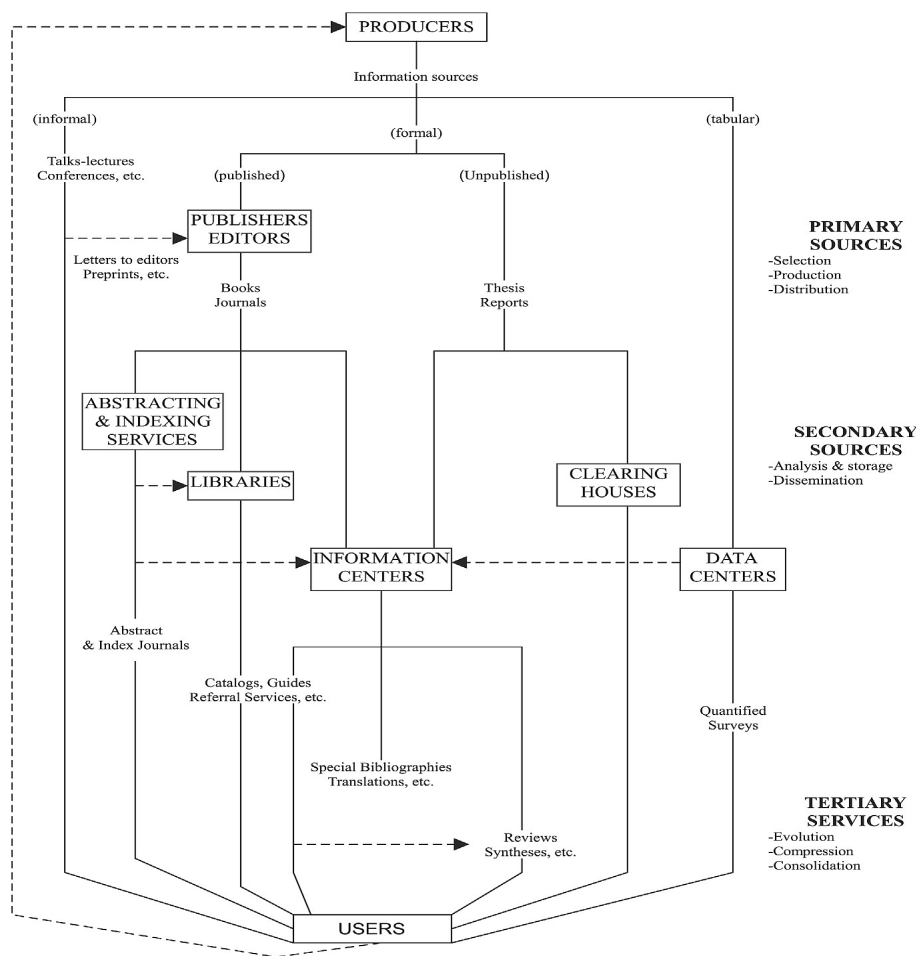 PRODUCERS
Information sources
(informal)
(formal)
(tabular)
Talks-lectures
Conferences, etc.
(published)
(Unpublished)
PUBLISHERS
EDITORS
PRIMARY
SOURCES
-Selection
-Production
-Distribution
Letters to editors
Preprints, etc.
Books
Journals
Thesis
Reports
ABSTRACTING
& INDEXING
SERVICES
SECONDARY
SOURCES
-Analysis & storage
-Dissemination
LIBRARIES
CLEARING
HOUSES
INFORMATION
CENTERS
DATA
CENTERS
Abstract
& Index Journals
Catalogs, Guides
Referral Services, etc.
Quantified
Surveys
Special Bibliographies
Translations, etc.
TERTIARY
SERVICES
-Evolution
-Compression
-Consolidation
Reviews
Syntheses, etc.
USERS